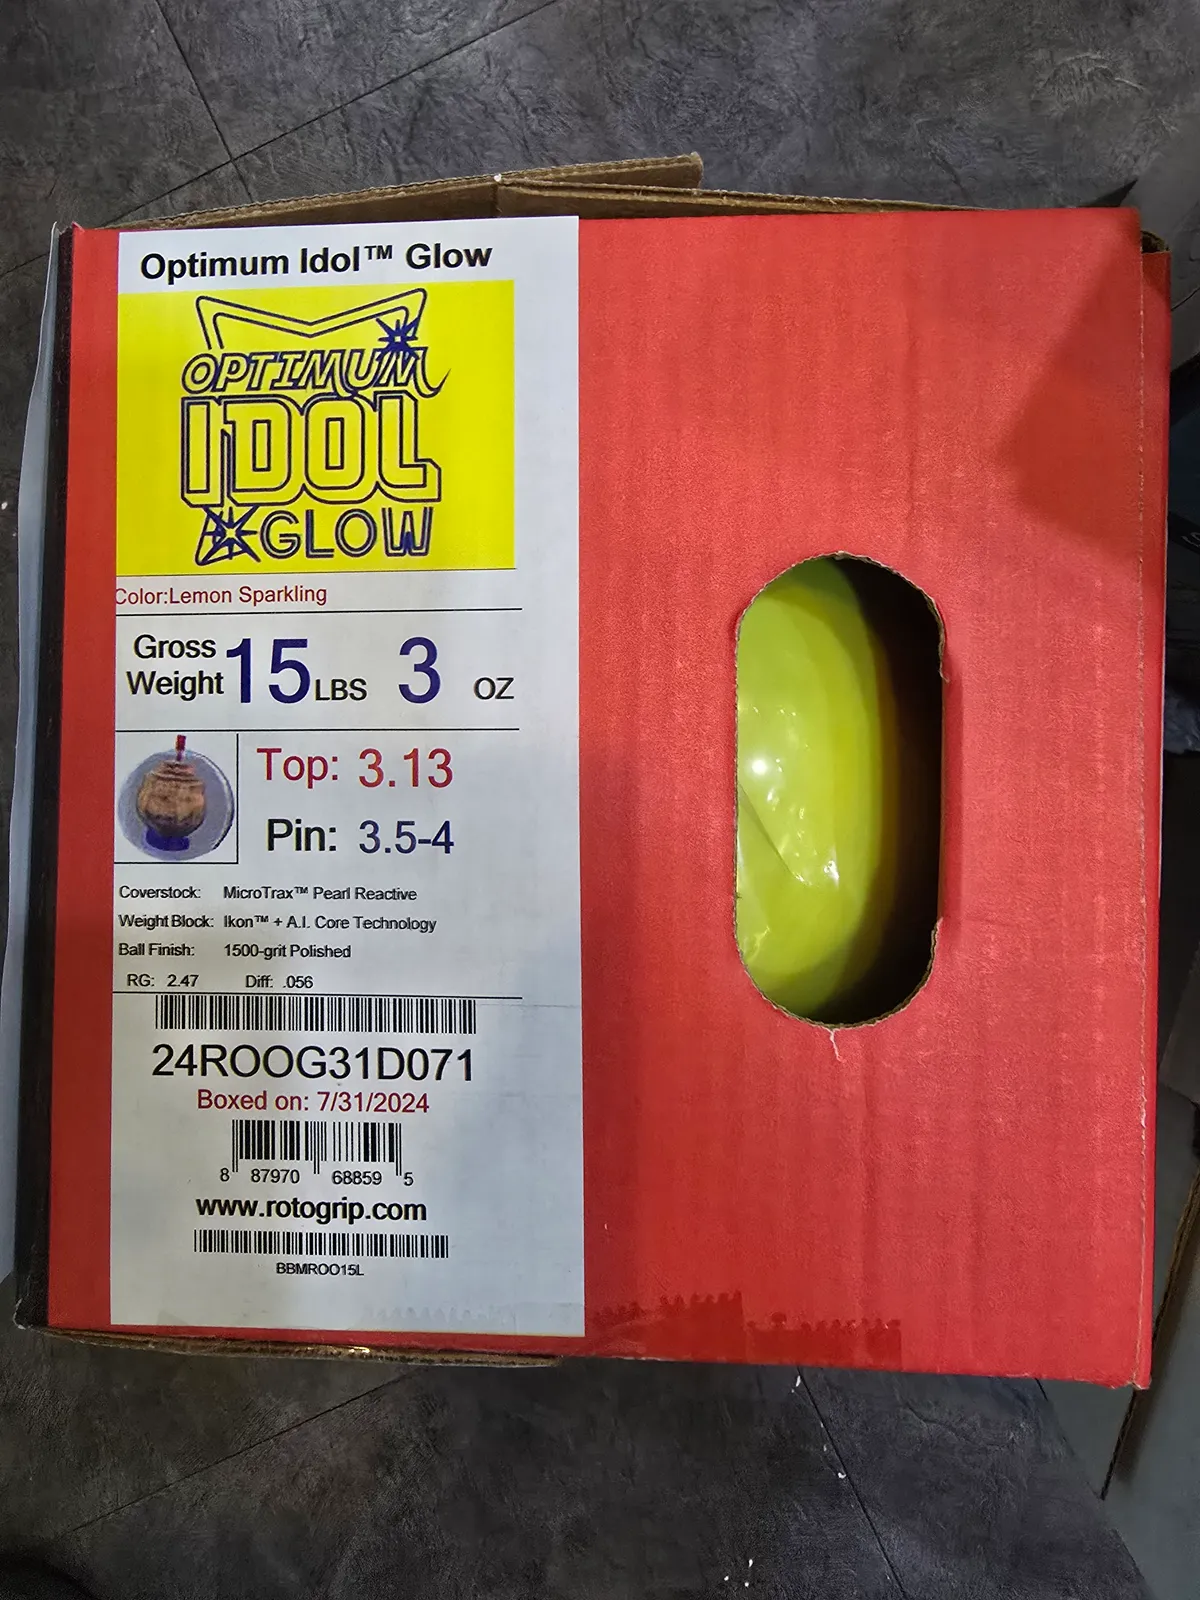 Optimum Idol™ Glow
OPTIMUM
IDOL
GLOW
Color:Lemon Sparkling
Gross Weight 15 LBS 3 OZ
Top: 3.13
Pin: 3.5-4
Coverstock: MicroTrax™ Pearl Reactive
Weight Block: Ikon™ + A.I. Core Technology
Ball Finish: 1500-grit Polished
RG: 2.47 Diff: .056
24ROOG31D071
Boxed on: 7/31/2024
8 87970 68859 5
www.rotogrip.com
BBMROO15L